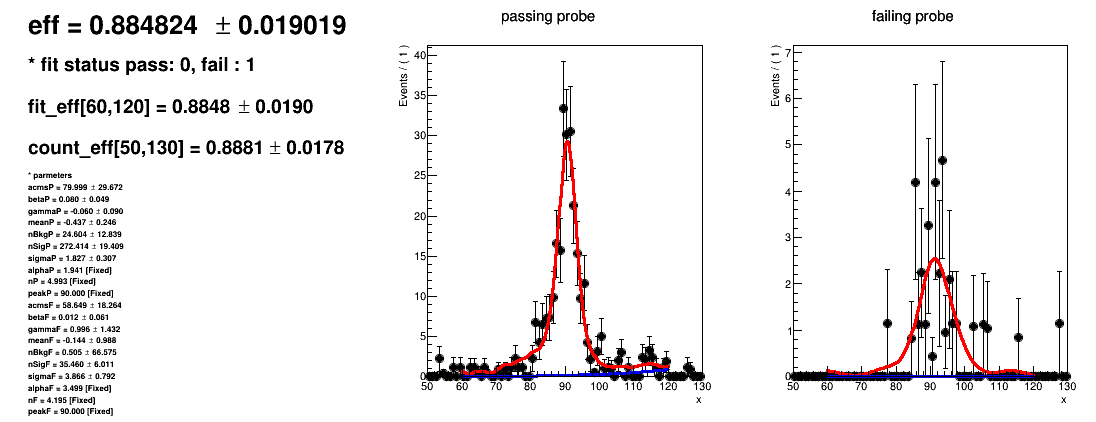 eff = 0.884824 ± 0.019019
* fit status pass: 0, fail : 1
fit_eff[60,120] = 0.8848 ± 0.0190
count_eff[50,130] = 0.8881 ± 0.0178
* parmeters
acmsP = 79.999 ± 29.672
betaP = 0.080 ± 0.049
gammaP = -0.060 ± 0.090
meanP = -0.437 ± 0.246
nBkgP = 24.604 ± 12.839
nSigP = 272.414 ± 19.409
sigmaP = 1.827 ± 0.307
alphaP = 1.941 [Fixed]
nP = 4.993 [Fixed]
peakP = 90.000 [Fixed]
acmsF = 58.649 ± 18.264
betaF = 0.012 ± 0.061
gammaF = 0.996 ± 1.432
meanF = -0.144 ± 0.988
nBkgF = 0.505 ± 66.575
nSigF = 35.460 ± 6.011
sigmaF = 3.866 ± 0.792
alphaF = 3.499 [Fixed]
nF = 4.195 [Fixed]
peakF = 90.000 [Fixed]
passing probe
Events / ( 1 )
40
35
30
25
20
15
10
5
0
50 60 70 80 90 100 110 120 130
x
failing probe
Events / ( 1 )
7
6
5
4
3
2
1
0
50 60 70 80 90 100 110 120 130
x